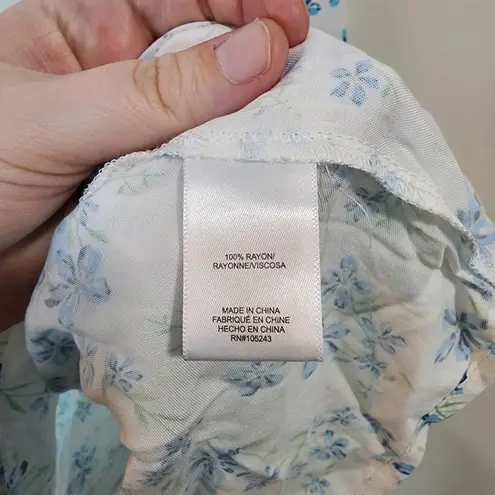 100% RAYON/
RAYONNE/VISCOSA
MADE IN CHINA
FABRIQUÉ EN CHINE
HECHO EN CHINA
RN#105243